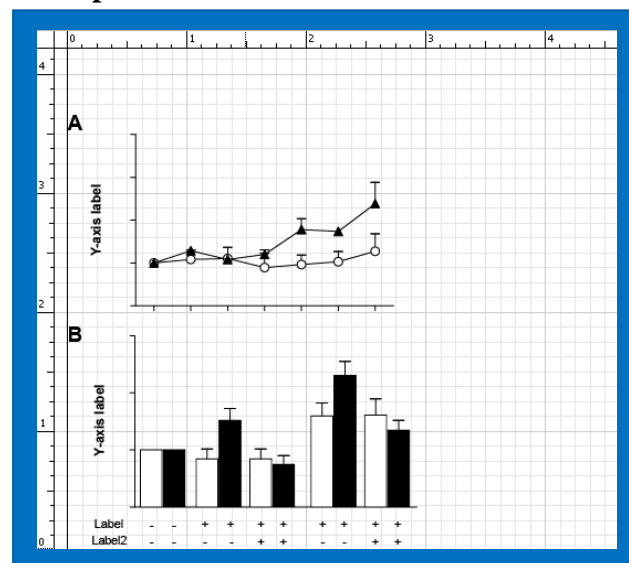 0 1 2 3 4
4
A
3
Y-axis label
2
B
1
Y-axis label
Label - - + + + + + + + +
Label2 - - - - + + - - + +
0